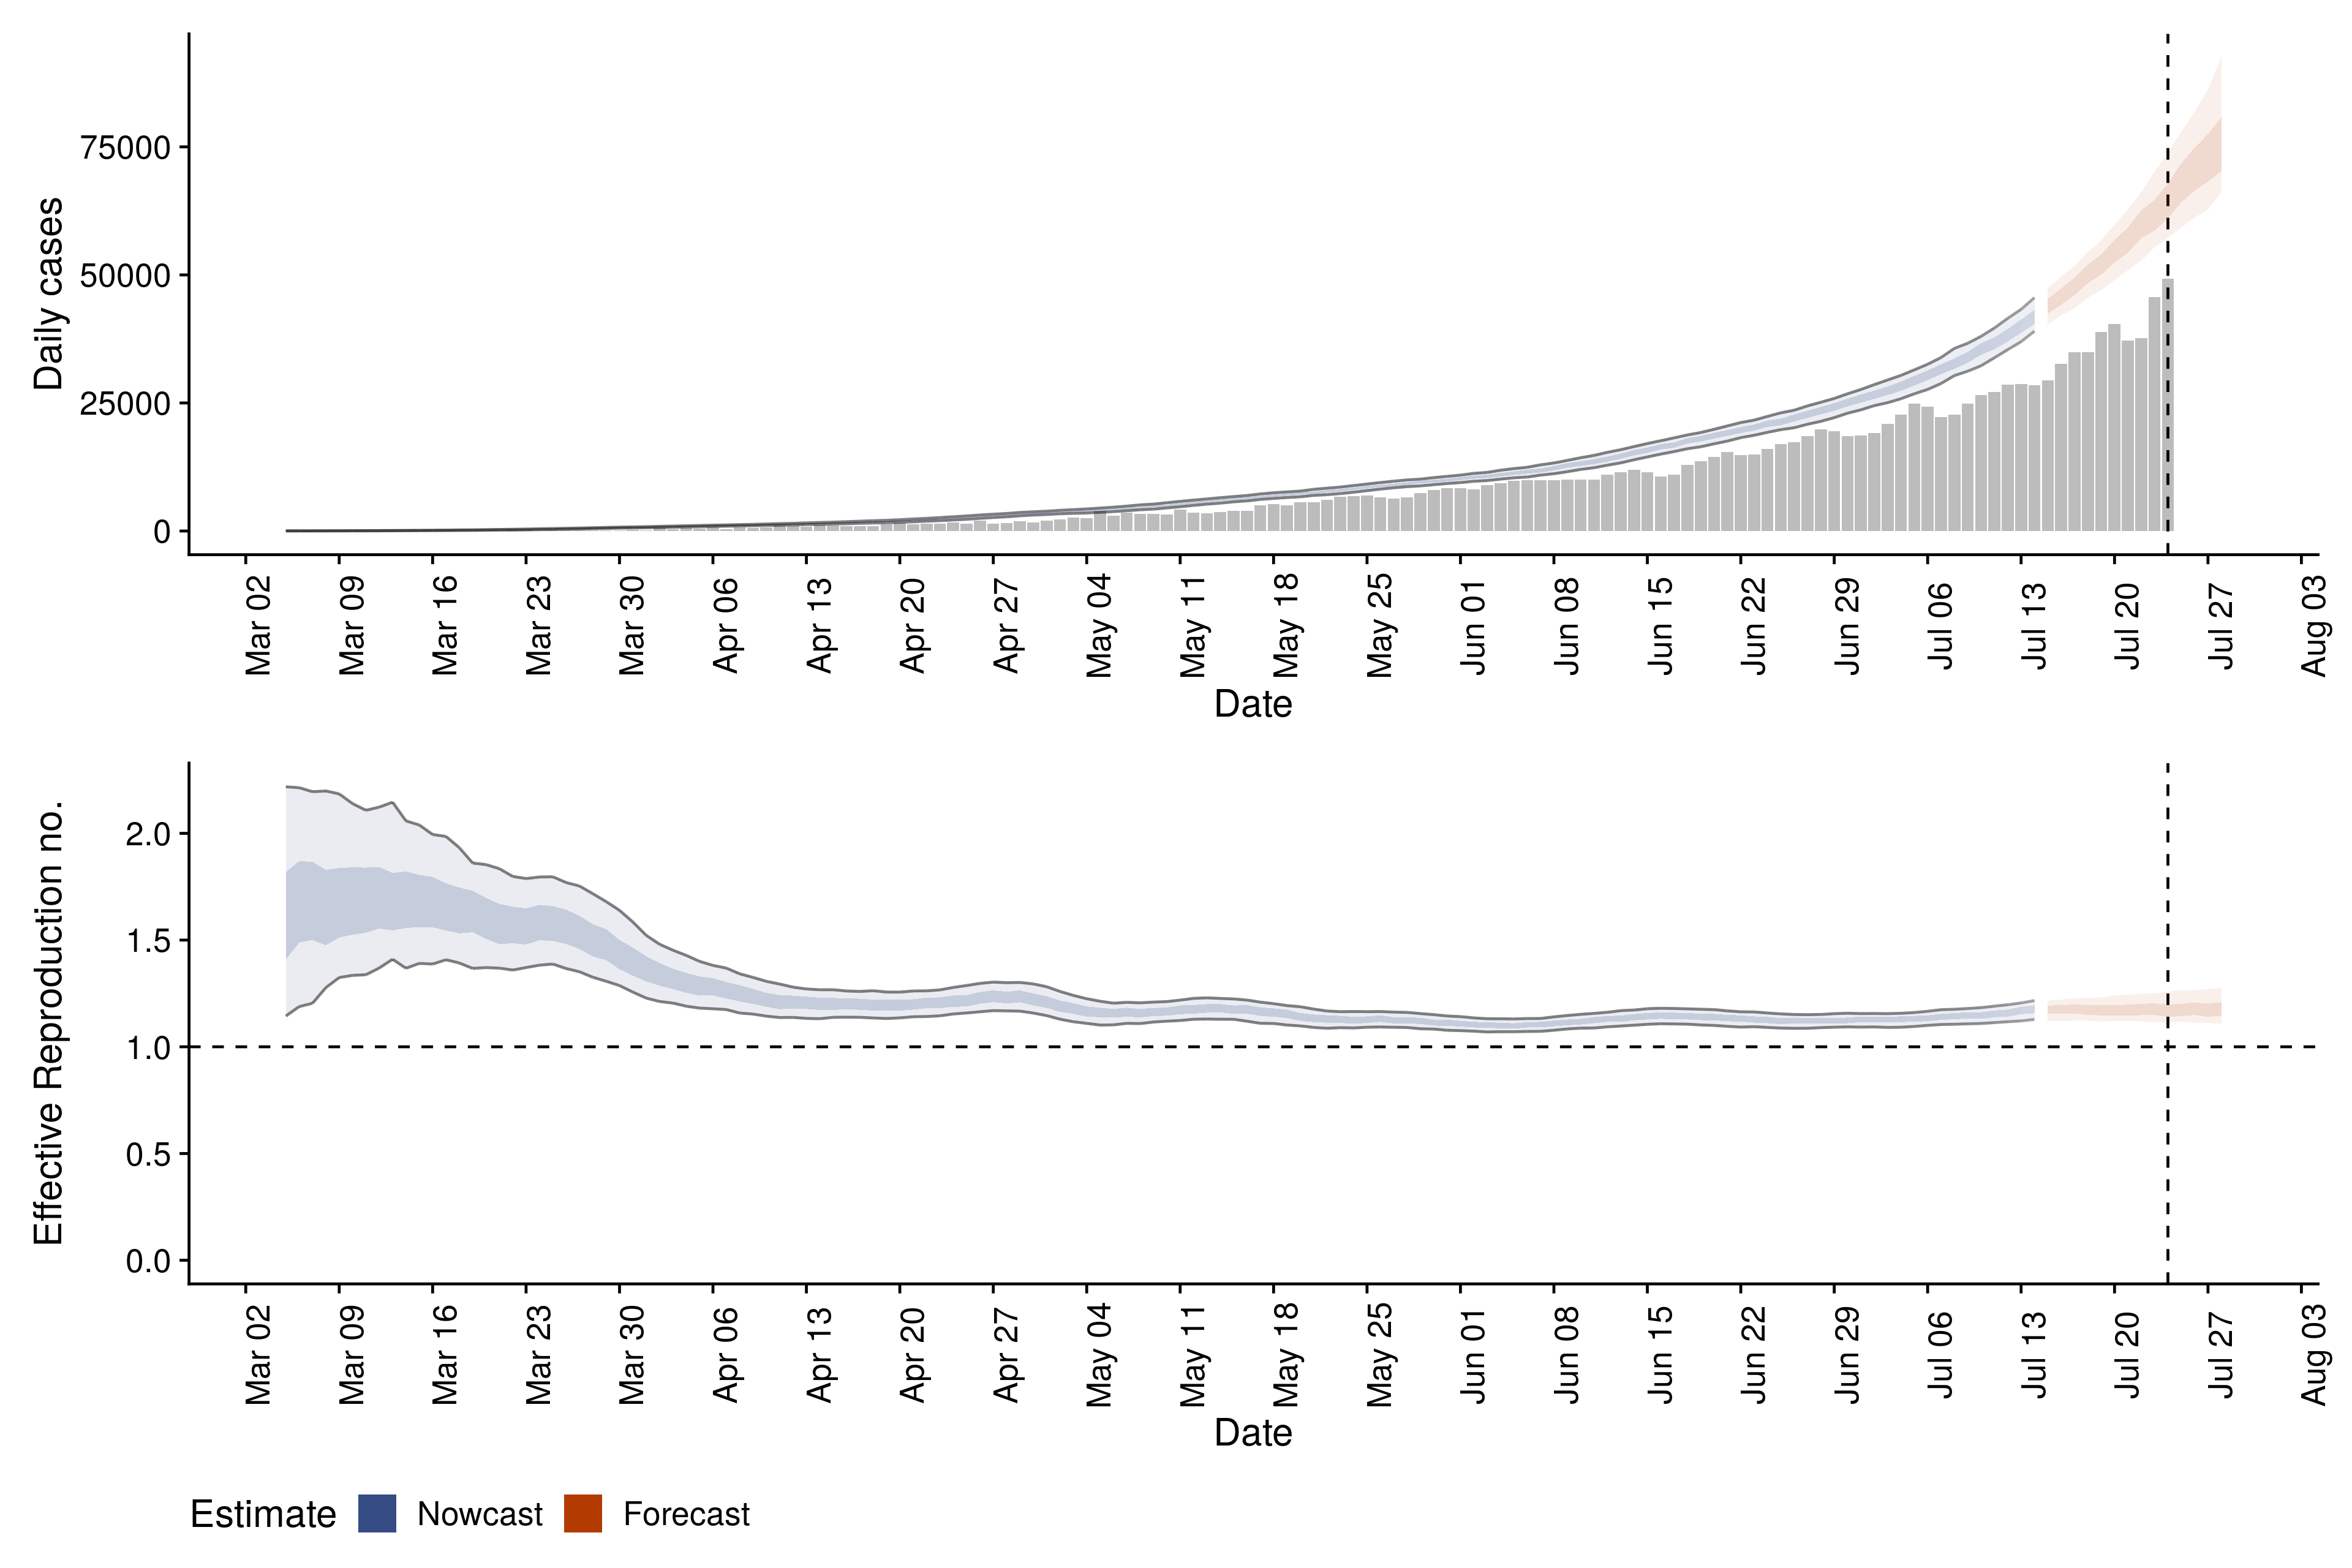 Daily cases
75000
50000
25000
0
Mar 02 Mar 09 Mar 16 Mar 23 Mar 30 Apr 06 Apr 13 Apr 20 Apr 27 May 04 May 11 May 18 May 25 Jun 01 Jun 08 Jun 15 Jun 22 Jun 29 Jul 06 Jul 13 Jul 20 Jul 27 Aug 03
Date
Effective Reproduction no.
2.0
1.5
1.0
0.5
0.0
Mar 02 Mar 09 Mar 16 Mar 23 Mar 30 Apr 06 Apr 13 Apr 20 Apr 27 May 04 May 11 May 18 May 25 Jun 01 Jun 08 Jun 15 Jun 22 Jun 29 Jul 06 Jul 13 Jul 20 Jul 27 Aug 03
Date
Estimate Nowcast Forecast